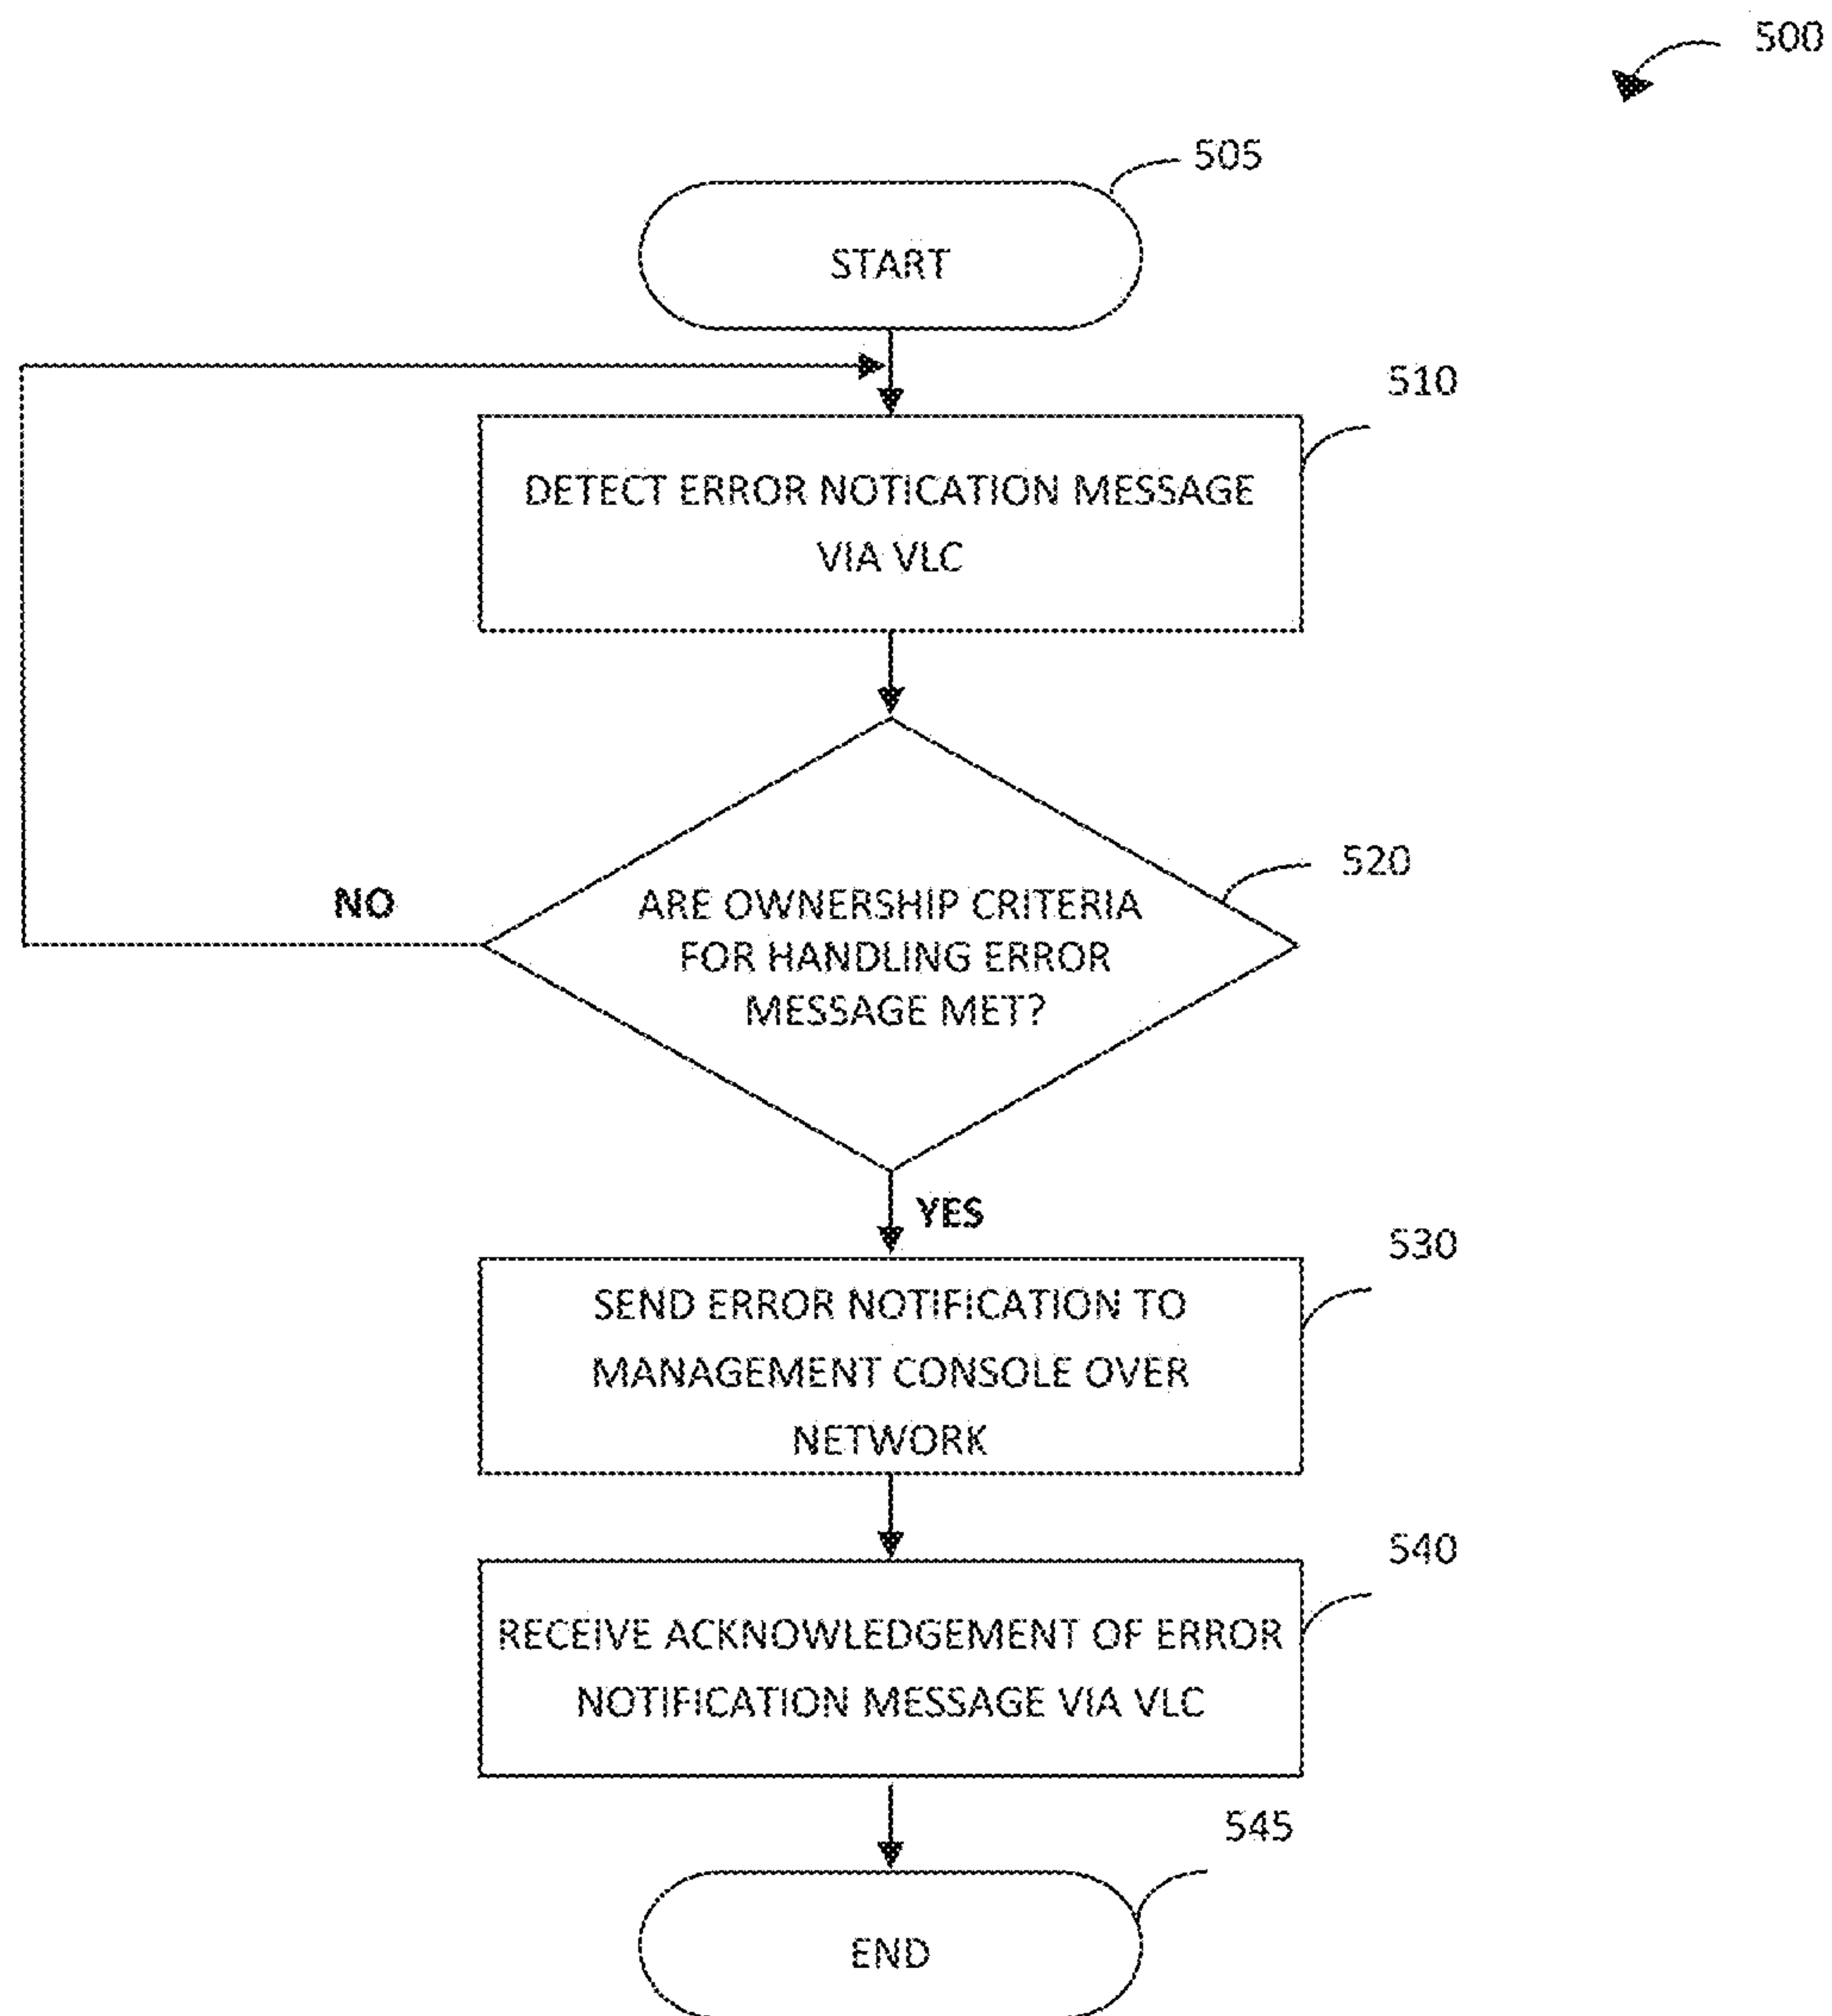 500
505
START
510
DETECT ERROR NOTICATION MESSAGE
VIA VLC
520
NO
ARE OWNERSHIP CRITERIA
FOR HANDLING ERROR
MESSAGE MET?
YES
530
SEND ERROR NOTIFICATION TO
MANAGEMENT CONSOLE OVER
NETWORK
540
RECEIVE ACKNOWLEDGEMENT OF ERROR
NOTIFICATION MESSAGE VIA VLC
545
END